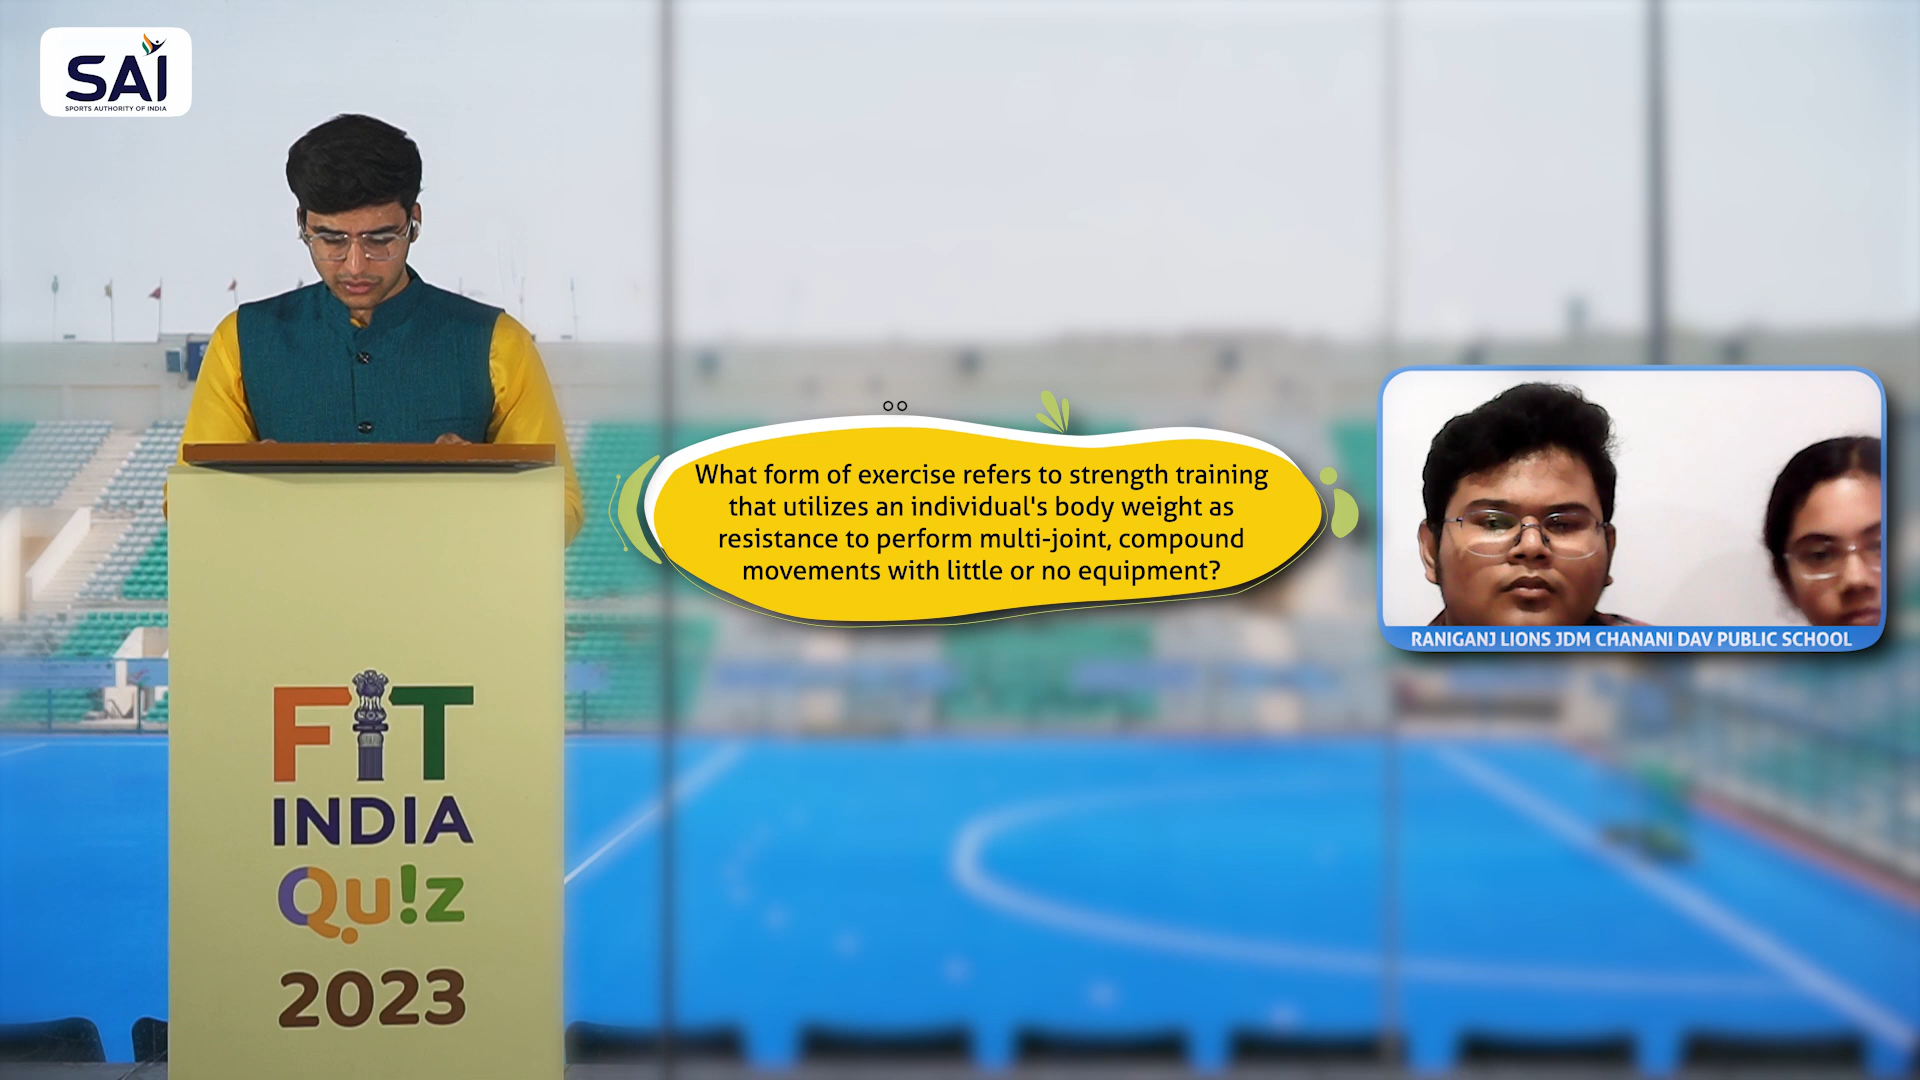 SAI
SPORTS AUTHORITY OF INDIA
What form of exercise refers to strength training
that utilizes an individual's body weight as
resistance to perform multi-joint, compound
movements with little or no equipment?
RANIGANJ LIONS JDM CHANANI DAV PUBLIC SCHOOL
FIT
INDIA
Qu!z
2023